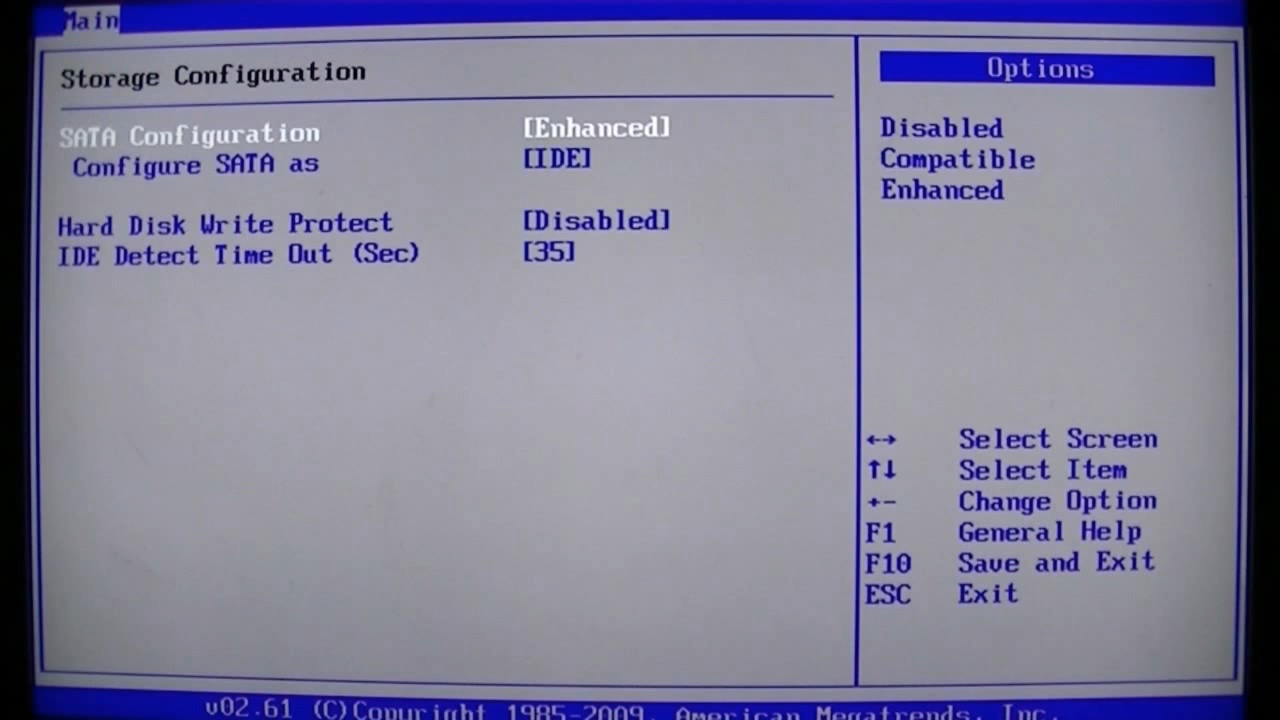 Main
Storage Configuration
SATA Configuration [Enhanced]
Configure SATA as [IDE]
Hard Disk Write Protect [Disabled]
IDE Detect Time Out (Sec) [35]
Options
Disabled
Compatible
Enhanced
←→ Select Screen
↑↓ Select Item
+- Change Option
F1 General Help
F10 Save and Exit
ESC Exit
v02.61 (C)Copyright 1985-2009, American Megatrends, Inc.